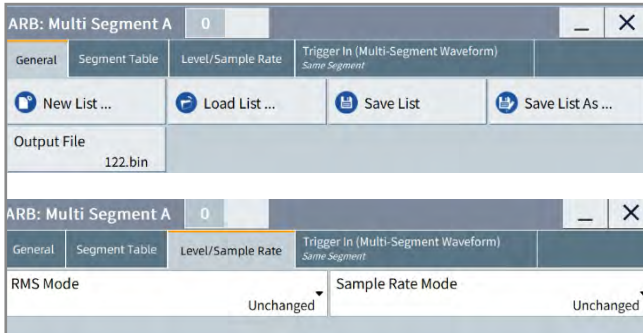 ARB: Multi Segment A 0
General Segment Table Level/Sample Rate Trigger In (Multi-Segment Waveform)
Same Segment
New List ... Load List ... Save List Save List As ...
Output File
122.bin
ARB: Multi Segment A 0
General Segment Table Level/Sample Rate Trigger In (Multi-Segment Waveform)
Same Segment
RMS Mode Sample Rate Mode
Unchanged Unchanged